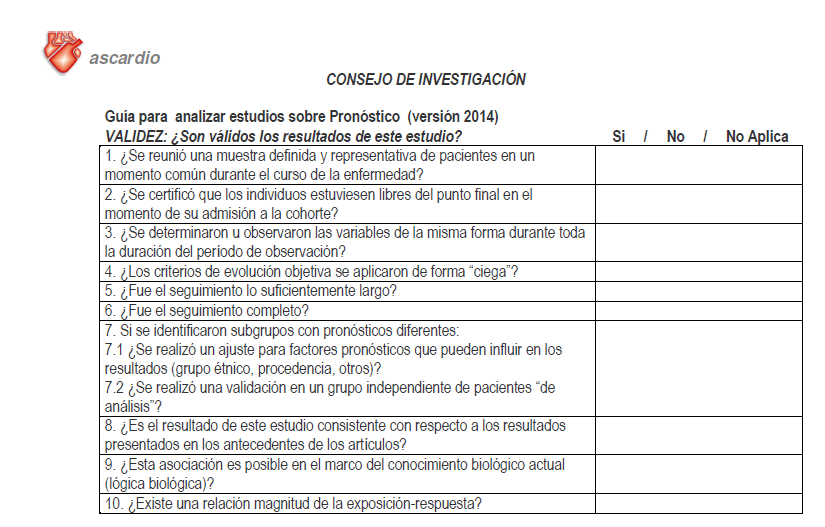 ascardio
CONSEJO DE INVESTIGACIÓN
Guía para analizar estudios sobre Pronóstico (versión 2014)
VALIDEZ: ¿Son válidos los resultados de este estudio? Si / No / No Aplica
1. ¿Se reunió una muestra definida y representativa de pacientes en un
momento común durante el curso de la enfermedad?
2. ¿Se certificó que los individuos estuviesen libres del punto final en el
momento de su admisión a la cohorte?
3. ¿Se determinaron u observaron las variables de la misma forma durante toda
la duración del período de observación?
4. ¿Los criterios de evolución objetiva se aplicaron de forma “ciega”?
5. ¿Fue el seguimiento lo suficientemente largo?
6. ¿Fue el seguimiento completo?
7. Si se identificaron subgrupos con pronósticos diferentes:
7.1 ¿Se realizó un ajuste para factores pronósticos que pueden influir en los
resultados (grupo étnico, procedencia, otros)?
7.2 ¿Se realizó una validación en un grupo independiente de pacientes “de
análisis”?
8. ¿Es el resultado de este estudio consistente con respecto a los resultados
presentados en los antecedentes de los artículos?
9. ¿Esta asociación es posible en el marco del conocimiento biológico actual
(lógica biológica)?
10. ¿Existe una relación magnitud de la exposición-respuesta?